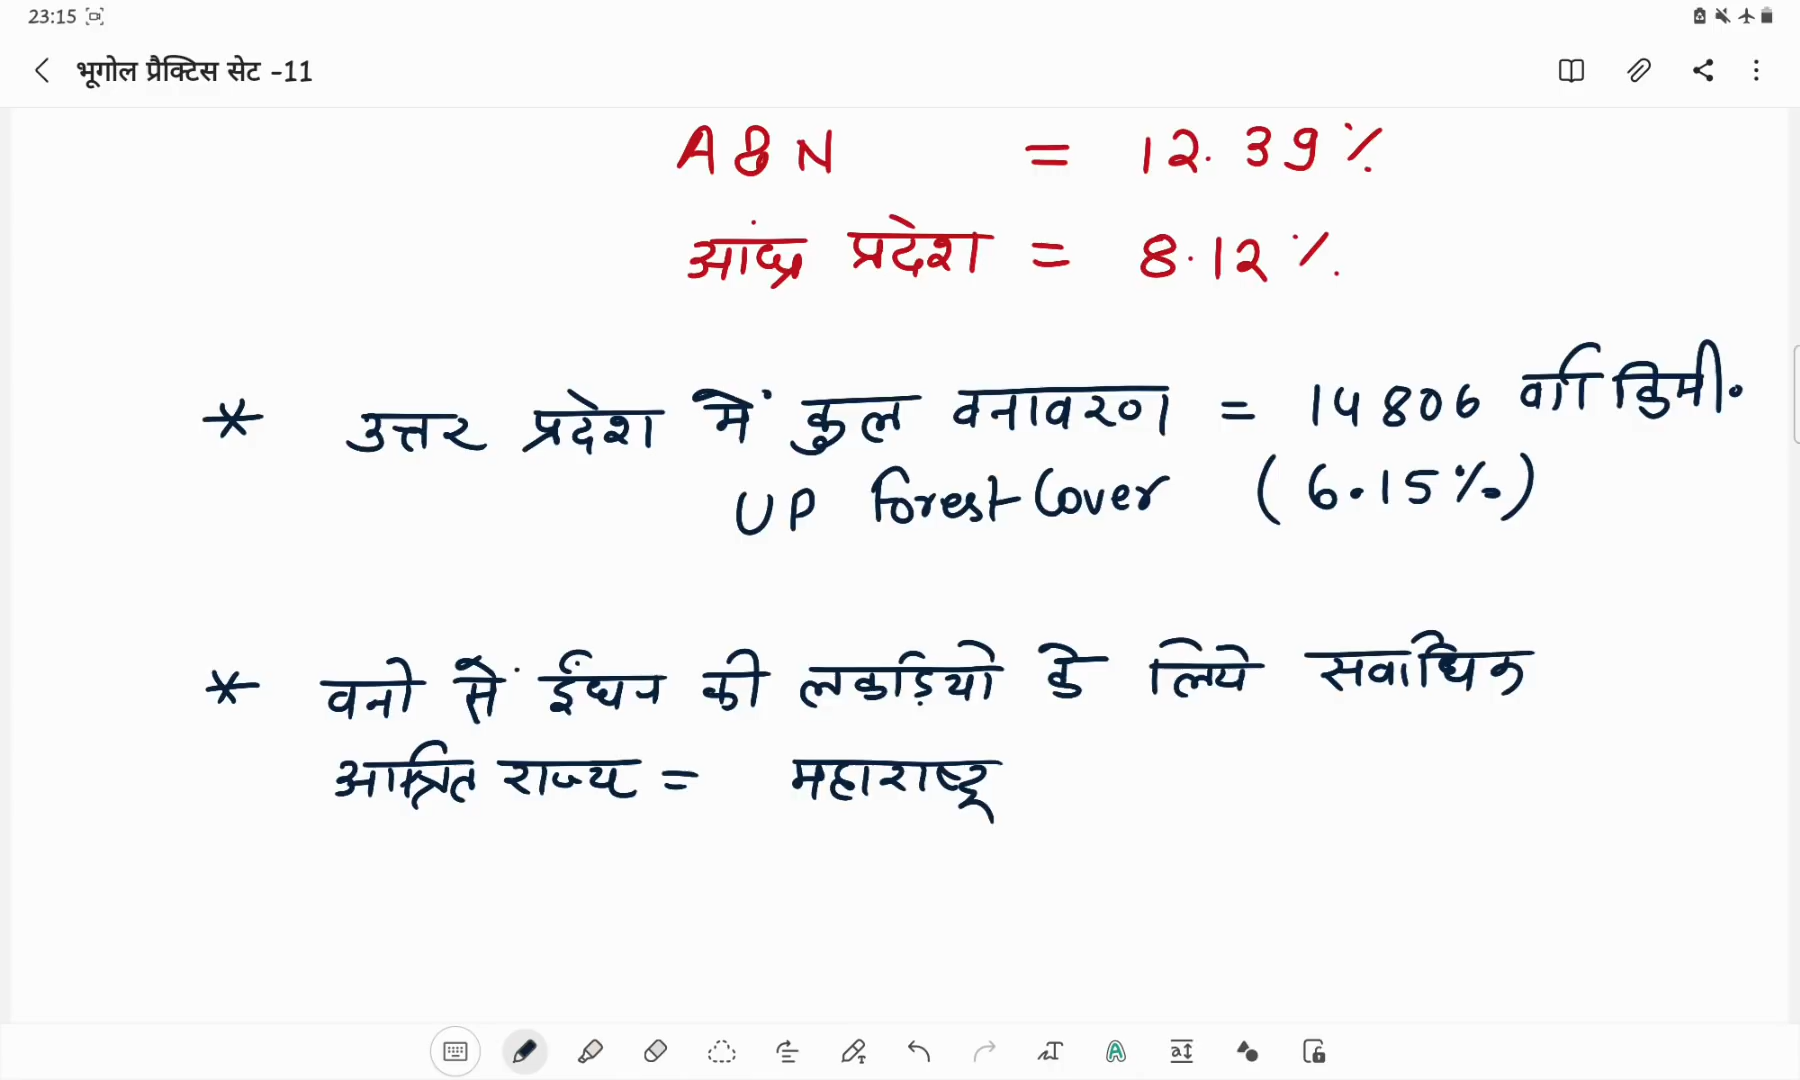 23:15
भूगोल प्रैक्टिस सेट -11
A & N = 12.39%
आंध्र प्रदेश = 8.12%
* उत्तर प्रदेश में कुल वनावरण = 14806 वर्ग किमी.
UP Forest Cover (6.15%)
* वनो से ईंधन की लकड़ियो के लिये सर्वाधिक
आश्रित राज्य = महाराष्ट्र